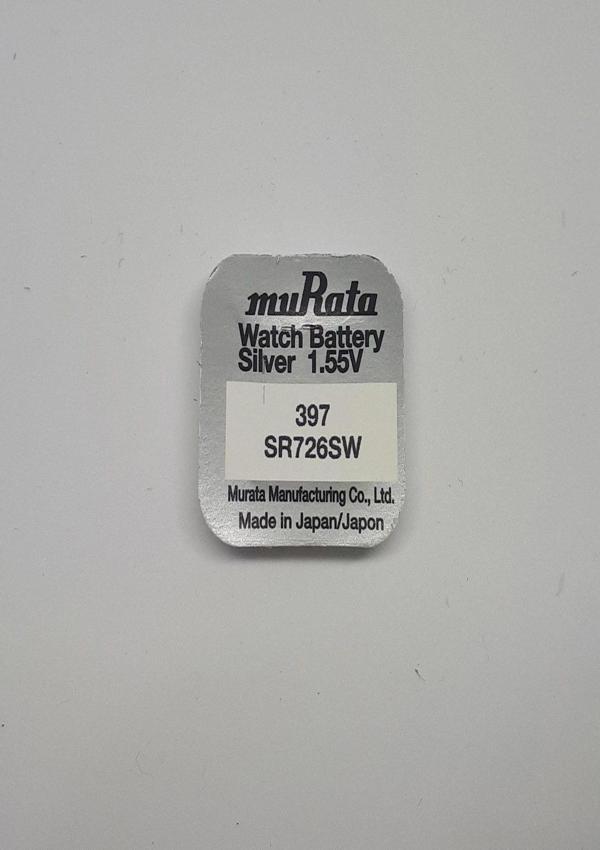 muRata
Watch Battery
Silver 1.55V
397
SR726SW
Murata Manufacturing Co., Ltd.
Made in Japan/Japon